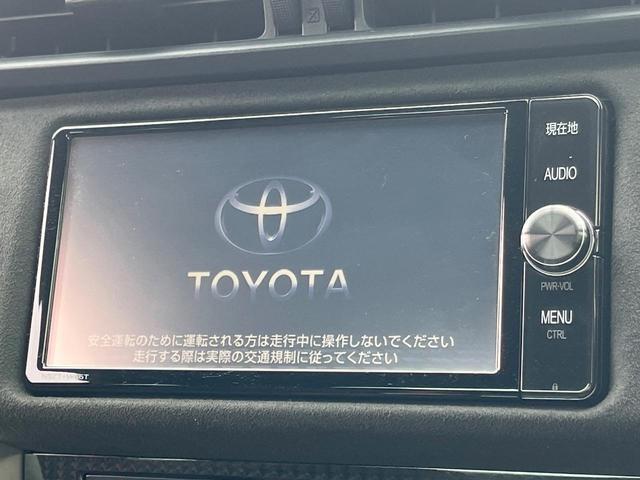 現在地
AUDIO
TOYOTA
PWR·VOL
MENU
CTRL
安全運転のために運転される方は走行中に操作しないでください
走行する際は実際の交通規制に従ってください